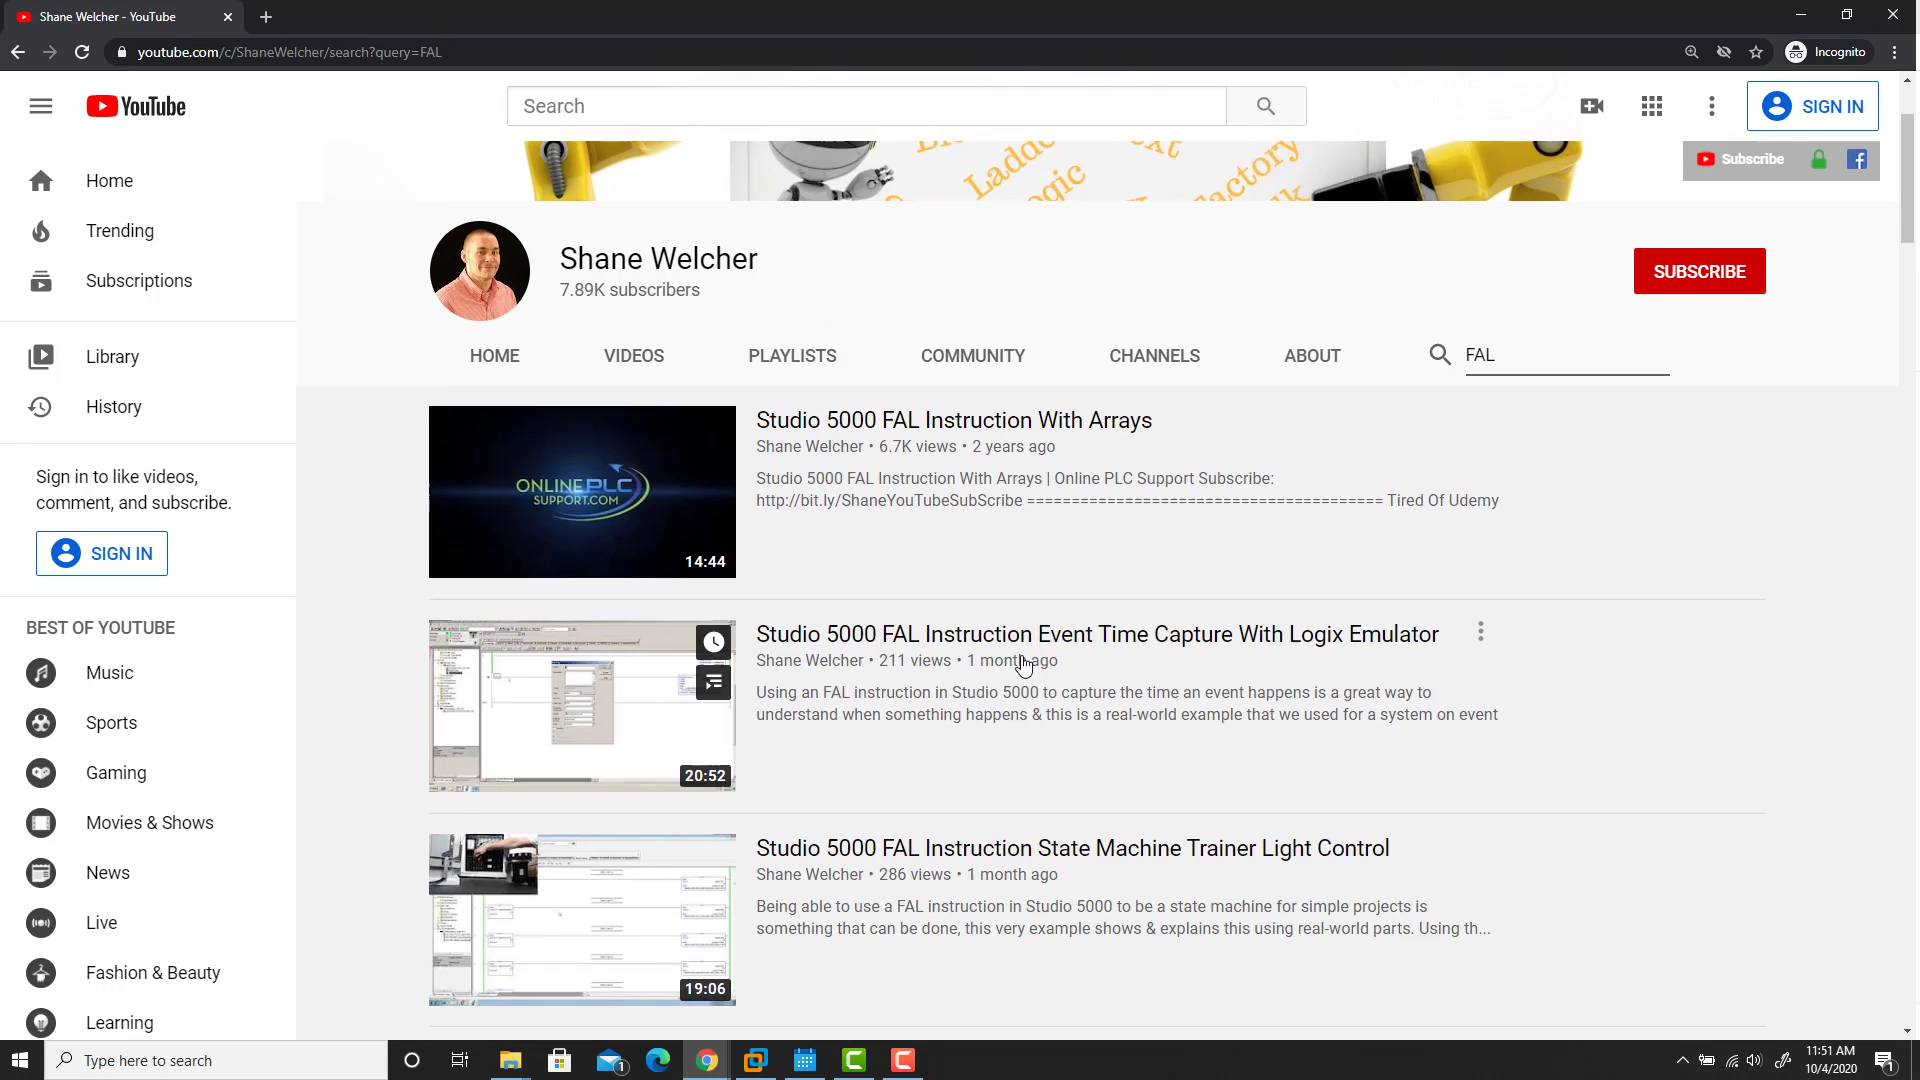 Shane Welcher - YouTube
youtube.com/c/ShaneWelcher/search?query=FAL
Incognito
YouTube
Search
SIGN IN
Ladder
Logic
Text
Factory
Subscribe
Home
Trending
Subscriptions
Library
History
Sign in to like videos,
comment, and subscribe.
SIGN IN
BEST OF YOUTUBE
Music
Sports
Gaming
Movies & Shows
News
Live
Fashion & Beauty
Learning
Shane Welcher
7.89K subscribers
SUBSCRIBE
HOME VIDEOS PLAYLISTS COMMUNITY CHANNELS ABOUT FAL
ONLINEPLC
SUPPORT.COM
14:44
Studio 5000 FAL Instruction With Arrays
Shane Welcher • 6.7K views • 2 years ago
Studio 5000 FAL Instruction With Arrays | Online PLC Support Subscribe:
http://bit.ly/ShaneYouTubeSubScribe ===================================== Tired Of Udemy
20:52
Studio 5000 FAL Instruction Event Time Capture With Logix Emulator
Shane Welcher • 211 views • 1 month ago
Using an FAL instruction in Studio 5000 to capture the time an event happens is a great way to
understand when something happens & this is a real-world example that we used for a system on event
19:06
Studio 5000 FAL Instruction State Machine Trainer Light Control
Shane Welcher • 286 views • 1 month ago
Being able to use a FAL instruction in Studio 5000 to be a state machine for simple projects is
something that can be done, this very example shows & explains this using real-world parts. Using th...
Type here to search
1
11:51 AM
10/4/2020
1